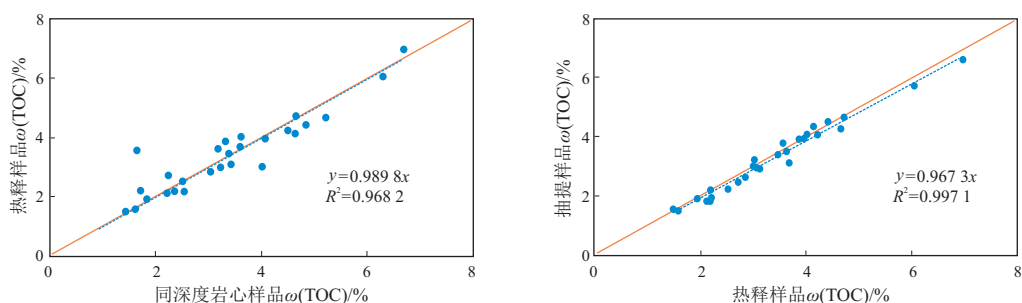 8
6
4
2
0
热释样品ω(TOC)/%
y=0.989 8x
R²=0.968 2
0 2 4 6 8
同深度岩心样品ω(TOC)/%
8
6
4
2
0
抽提样品ω(TOC)/%
y=0.967 3x
R²=0.997 1
0 2 4 6 8
热释样品ω(TOC)/%